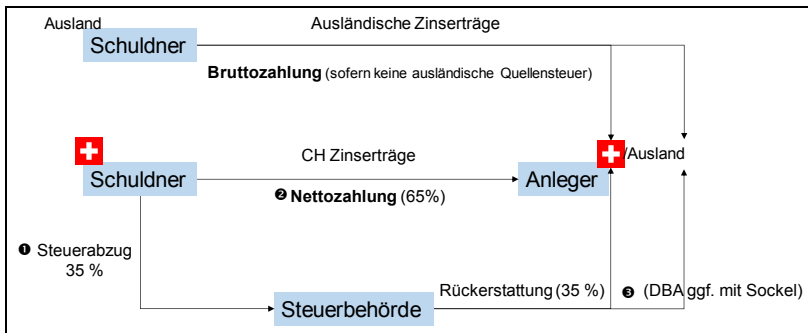 Ausland
Ausländische Zinserträge
Schuldner
Bruttozahlung (sofern keine ausländische Quellensteuer)
CH Zinserträge
/Ausland
Schuldner
Anleger
❷ Nettozahlung (65%)
❶ Steuerabzug
35 %
Rückerstattung (35 %)
❸ (DBA ggf. mit Sockel)
Steuerbehörde